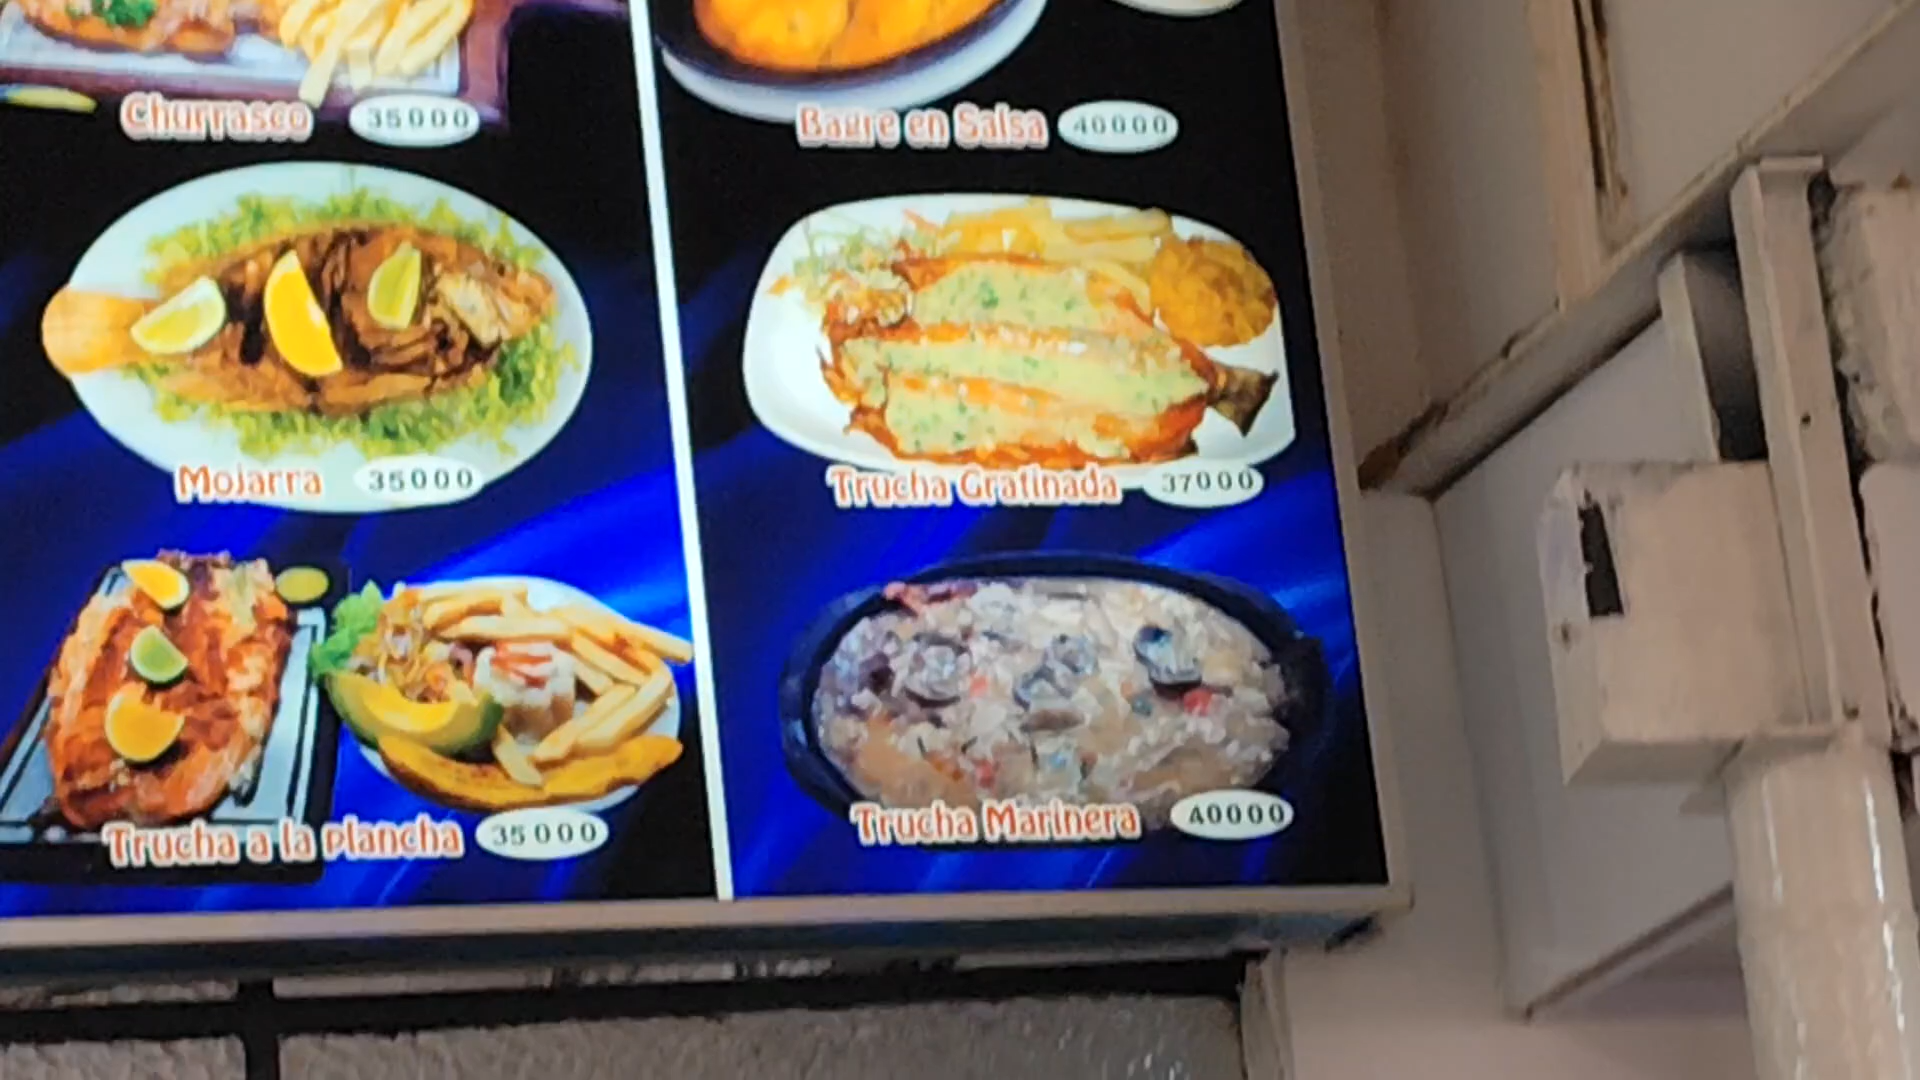 Churrasco 35000
Mojarra 35000
Trucha a la plancha 35000
Bagre en Salsa 40000
Trucha Gratinada 37000
Trucha Marinera 40000